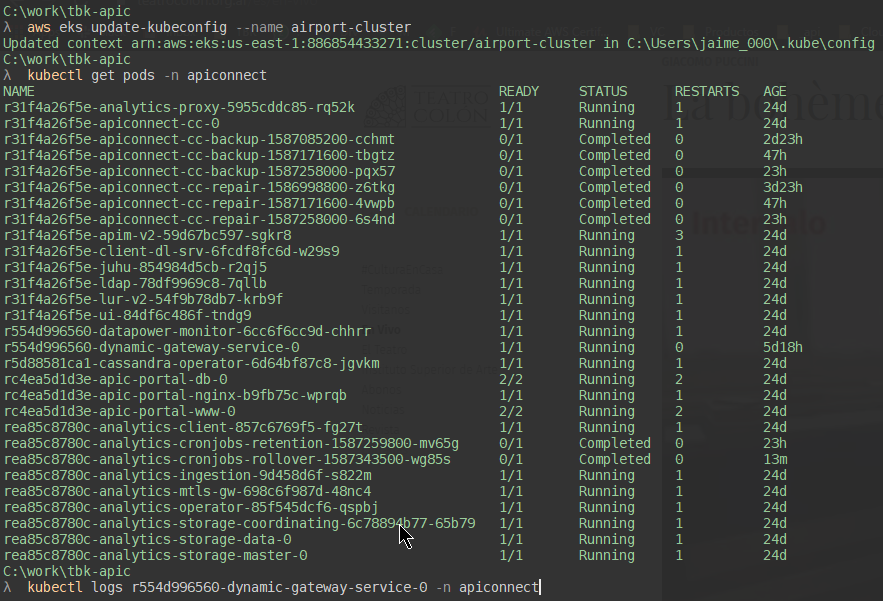 C:\work\tbk-apic
λ  aws eks update-kubeconfig --name airport-cluster
Updated context arn:aws:eks:us-east-1:886854433271:cluster/airport-cluster in C:\Users\jaime_000\.kube\config
C:\work\tbk-apic
λ  kubectl get pods -n apiconnect
NAME READY STATUS RESTARTS AGE
r31f4a26f5e-analytics-proxy-5955cddc85-rq52k 1/1 Running 1 24d
r31f4a26f5e-apiconnect-cc-0 1/1 Running 1 24d
r31f4a26f5e-apiconnect-cc-backup-1587085200-cchmt 0/1 Completed 0 2d23h
r31f4a26f5e-apiconnect-cc-backup-1587171600-tbgtz 0/1 Completed 0 47h
r31f4a26f5e-apiconnect-cc-backup-1587258000-pqx57 0/1 Completed 0 23h
r31f4a26f5e-apiconnect-cc-repair-1586998800-z6tkg 0/1 Completed 0 3d23h
r31f4a26f5e-apiconnect-cc-repair-1587171600-4vwpb 0/1 Completed 0 47h
r31f4a26f5e-apiconnect-cc-repair-1587258000-6s4nd 0/1 Completed 0 23h
r31f4a26f5e-apim-v2-59d67bc597-sgkr8 1/1 Running 3 24d
r31f4a26f5e-client-dl-srv-6fcdf8fc6d-w29s9 1/1 Running 1 24d
r31f4a26f5e-juhu-854984d5cb-r2qj5 1/1 Running 1 24d
r31f4a26f5e-ldap-78df9969c8-7qllb 1/1 Running 1 24d
r31f4a26f5e-lur-v2-54f9b78db7-krb9f 1/1 Running 1 24d
r31f4a26f5e-ui-84df6c486f-tndg9 1/1 Running 1 24d
r554d996560-datapower-monitor-6cc6f6cc9d-chhrr 1/1 Running 1 24d
r554d996560-dynamic-gateway-service-0 1/1 Running 0 5d18h
r5d88581ca1-cassandra-operator-6d64bf87c8-jgvkm 1/1 Running 1 24d
rc4ea5d1d3e-apic-portal-db-0 2/2 Running 2 24d
rc4ea5d1d3e-apic-portal-nginx-b9fb75c-wprqb 1/1 Running 1 24d
rc4ea5d1d3e-apic-portal-www-0 2/2 Running 2 24d
rea85c8780c-analytics-client-857c6769f5-fg27t 1/1 Running 1 24d
rea85c8780c-analytics-cronjobs-retention-1587259800-mv65g 0/1 Completed 0 23h
rea85c8780c-analytics-cronjobs-rollover-1587343500-wg85s 0/1 Completed 0 13m
rea85c8780c-analytics-ingestion-9d458d6f-s822m 1/1 Running 1 24d
rea85c8780c-analytics-mtls-gw-698c6f987d-48nc4 1/1 Running 1 24d
rea85c8780c-analytics-operator-85f545dcf6-qspbj 1/1 Running 1 24d
rea85c8780c-analytics-storage-coordinating-6c78894b77-65b79 1/1 Running 1 24d
rea85c8780c-analytics-storage-data-0 1/1 Running 1 24d
rea85c8780c-analytics-storage-master-0 1/1 Running 1 24d
C:\work\tbk-apic
λ  kubectl logs r554d996560-dynamic-gateway-service-0 -n apiconnect